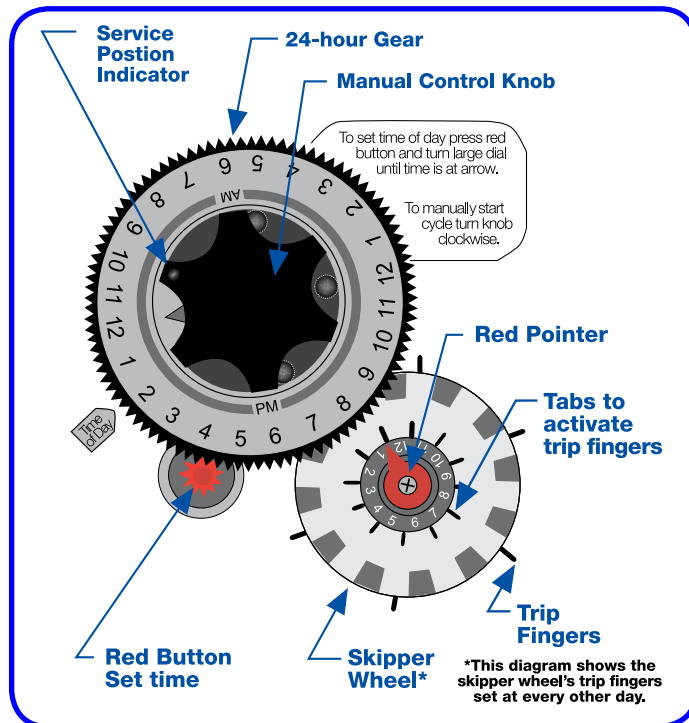 Service
Postion
Indicator
24-hour Gear
Manual Control Knob
To set time of day press red
button and turn large dial
until time is at arrow.
To manually start
cycle turn knob
clockwise.
AM
6
5
4
3
2
1
12
11
10
9
8
7
6
5
4
3
2
1
12
11
10
9
8
7
PM
Time
of Day
Red Pointer
Tabs to
activate
trip fingers
1
12
11
10
9
8
7
6
5
4
3
2
Trip
Fingers
Red Button
Set time
Skipper
Wheel*
*This diagram shows the
skipper wheel's trip fingers
set at every other day.